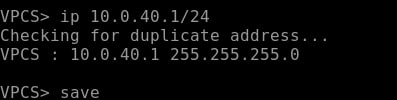 VPCS> ip 10.0.40.1/24
Checking for duplicate address...
VPCS : 10.0.40.1 255.255.255.0
VPCS> save